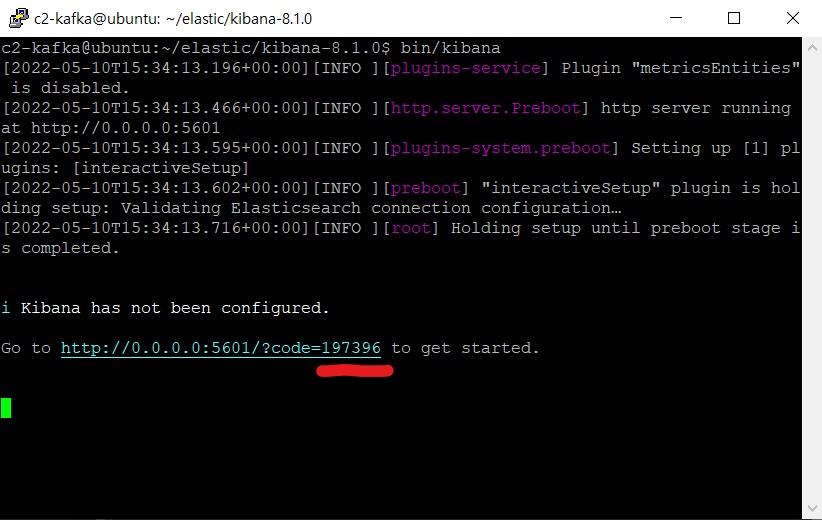 c2-kafka@ubuntu: ~/elastic/kibana-8.1.0
c2-kafka@ubuntu:~/elastic/kibana-8.1.0$ bin/kibana
[2022-05-10T15:34:13.196+00:00][INFO ][plugins-service] Plugin "metricsEntities"
 is disabled.
[2022-05-10T15:34:13.466+00:00][INFO ][http.server.Preboot] http server running
at http://0.0.0.0:5601
[2022-05-10T15:34:13.595+00:00][INFO ][plugins-system.preboot] Setting up [1] pl
ugins: [interactiveSetup]
[2022-05-10T15:34:13.602+00:00][INFO ][preboot] "interactiveSetup" plugin is hol
ding setup: Validating Elasticsearch connection configuration…
[2022-05-10T15:34:13.716+00:00][INFO ][root] Holding setup until preboot stage i
s completed.
i Kibana has not been configured.
Go to http://0.0.0.0:5601/?code=197396 to get started.